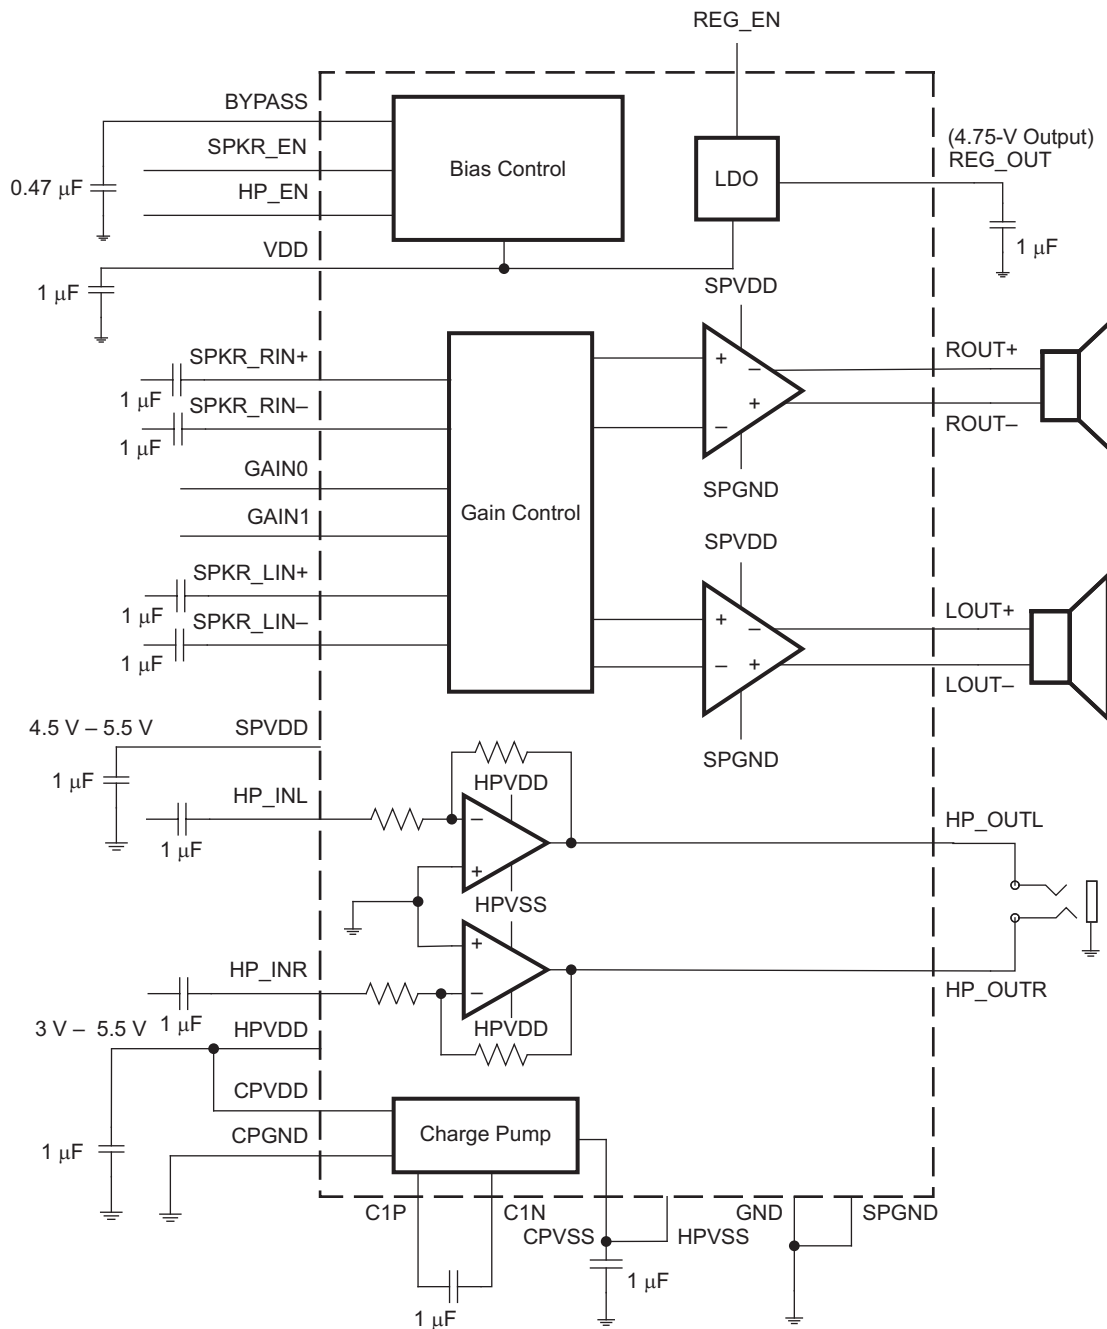 REG_EN
BYPASS
SPKR_EN
HP_EN
0.47 µF
Bias Control
LDO
(4.75-V Output)
REG_OUT
1 µF
VDD
1 µF
SPVDD
SPKR_RIN+
1 µF
SPKR_RIN–
1 µF
GAIN0
GAIN1
SPKR_LIN+
1 µF
SPKR_LIN–
1 µF
Gain Control
+
–
–
+
ROUT+
ROUT–
SPGND
SPVDD
+
–
–
+
LOUT+
LOUT–
SPGND
4.5 V – 5.5 V
SPVDD
1 µF
HP_INL
1 µF
HPVDD
–
+
HPVSS
HP_OUTL
+
–
HPVDD
HP_INR
1 µF
HP_OUTR
3 V – 5.5 V
HPVDD
CPVDD
CPGND
1 µF
Charge Pump
C1P
C1N
1 µF
CPVSS
HPVSS
1 µF
GND
SPGND